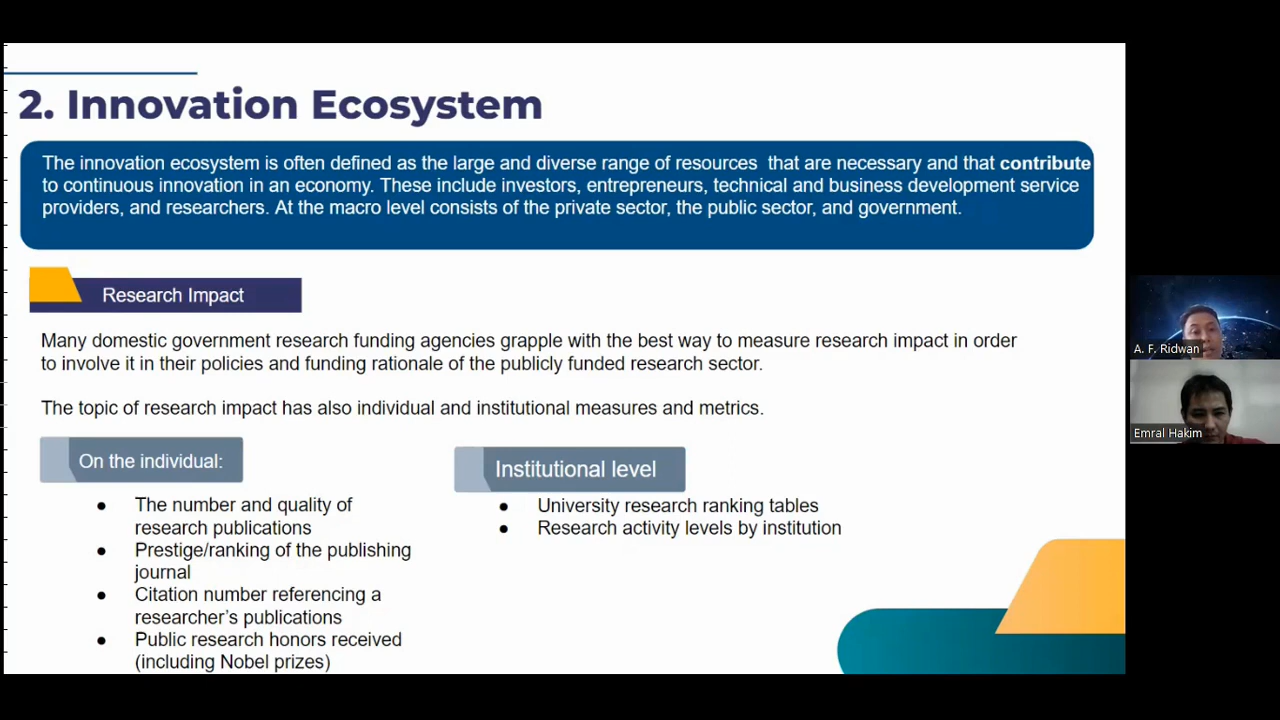 2. Innovation Ecosystem
The innovation ecosystem is often defined as the large and diverse range of resources that are necessary and that contribute
to continuous innovation in an economy. These include investors, entrepreneurs, technical and business development service
providers, and researchers. At the macro level consists of the private sector, the public sector, and government.
Research Impact
Many domestic government research funding agencies grapple with the best way to measure research impact in order
to involve it in their policies and funding rationale of the publicly funded research sector.
The topic of research impact has also individual and institutional measures and metrics.
On the individual:
● The number and quality of
research publications
● Prestige/ranking of the publishing
journal
● Citation number referencing a
researcher’s publications
● Public research honors received
(including Nobel prizes)
Institutional level
● University research ranking tables
● Research activity levels by institution
A. F. Ridwan
Emral Hakim